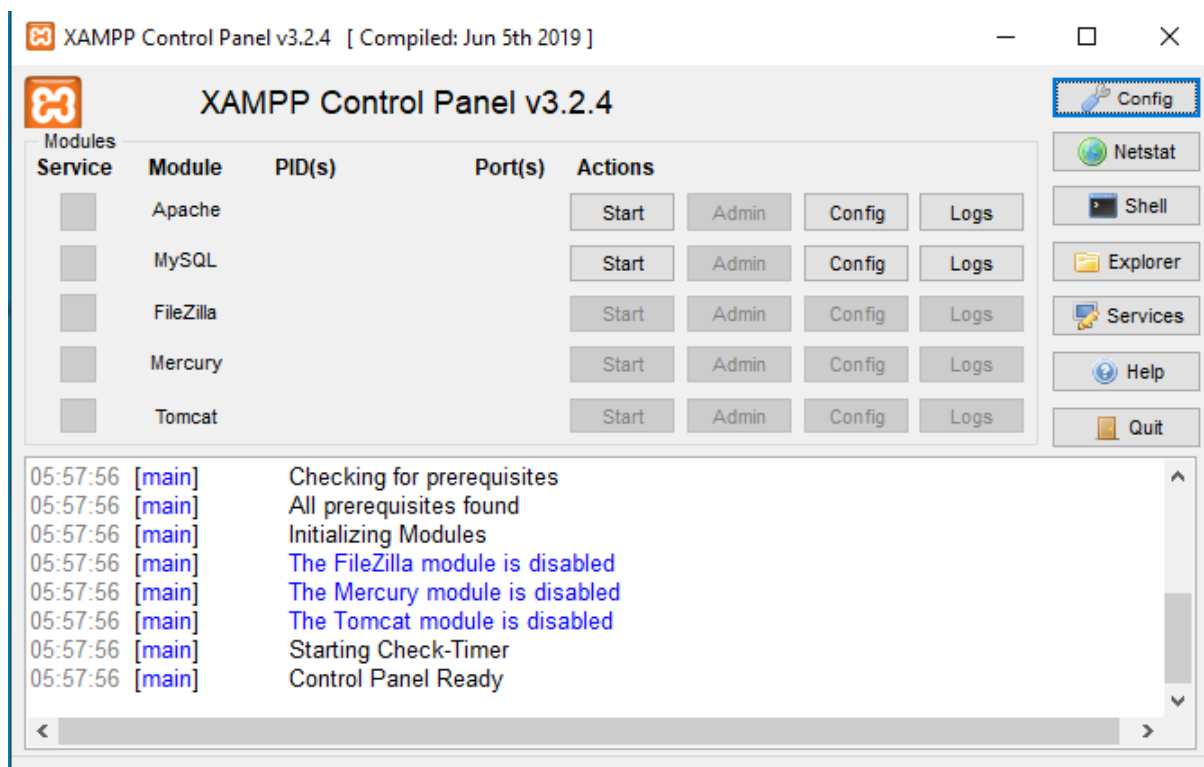 XAMPP Control Panel v3.2.4 [ Compiled: Jun 5th 2019 ]
XAMPP Control Panel v3.2.4
Config
Modules
Service Module PID(s) Port(s) Actions
Netstat
Apache Start Admin Config Logs
Shell
MySQL Start Admin Config Logs
Explorer
FileZilla Start Admin Config Logs
Services
Mercury Start Admin Config Logs
Help
Tomcat Start Admin Config Logs
Quit
05:57:56 [main] Checking for prerequisites
05:57:56 [main] All prerequisites found
05:57:56 [main] Initializing Modules
05:57:56 [main] The FileZilla module is disabled
05:57:56 [main] The Mercury module is disabled
05:57:56 [main] The Tomcat module is disabled
05:57:56 [main] Starting Check-Timer
05:57:56 [main] Control Panel Ready